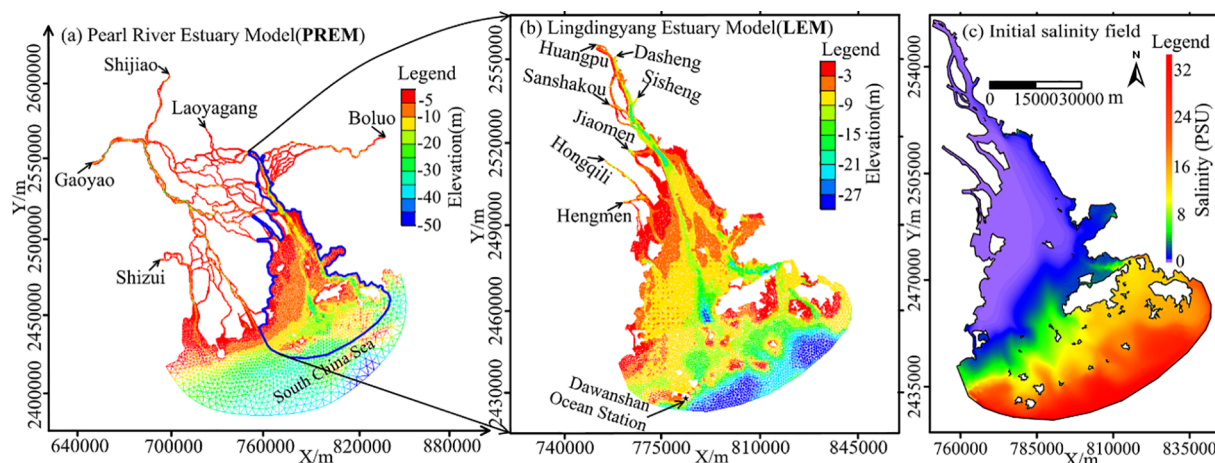 (a) Pearl River Estuary Model(PREM)
Shijiao
Laoyagang
Boluo
Gaoyao
Shizui
South China Sea
Legend
-5
-10
-20
-30
-40
-50
Elevation(m)
Y/m
2600000
2550000
2500000
2450000
2400000
640000 700000 760000 820000 880000
X/m
(b) Lingdingyang Estuary Model(LEM)
Huangpu
Dasheng
Sanshakou
Sisheng
Jiaomen
Hongqili
Hengmen
Dawanshan
Ocean Station
Legend
-3
-9
-15
-21
-27
Elevation(m)
Y/m
2550000
2520000
2490000
2460000
2430000
740000 775000 810000 845000
X/m
(c) Initial salinity field
N
0 1500030000 m
Legend
32
24
16
8
0
Salinity (PSU)
Y/m
2540000
2505000
2470000
2435000
760000 785000 810000 835000
X/m